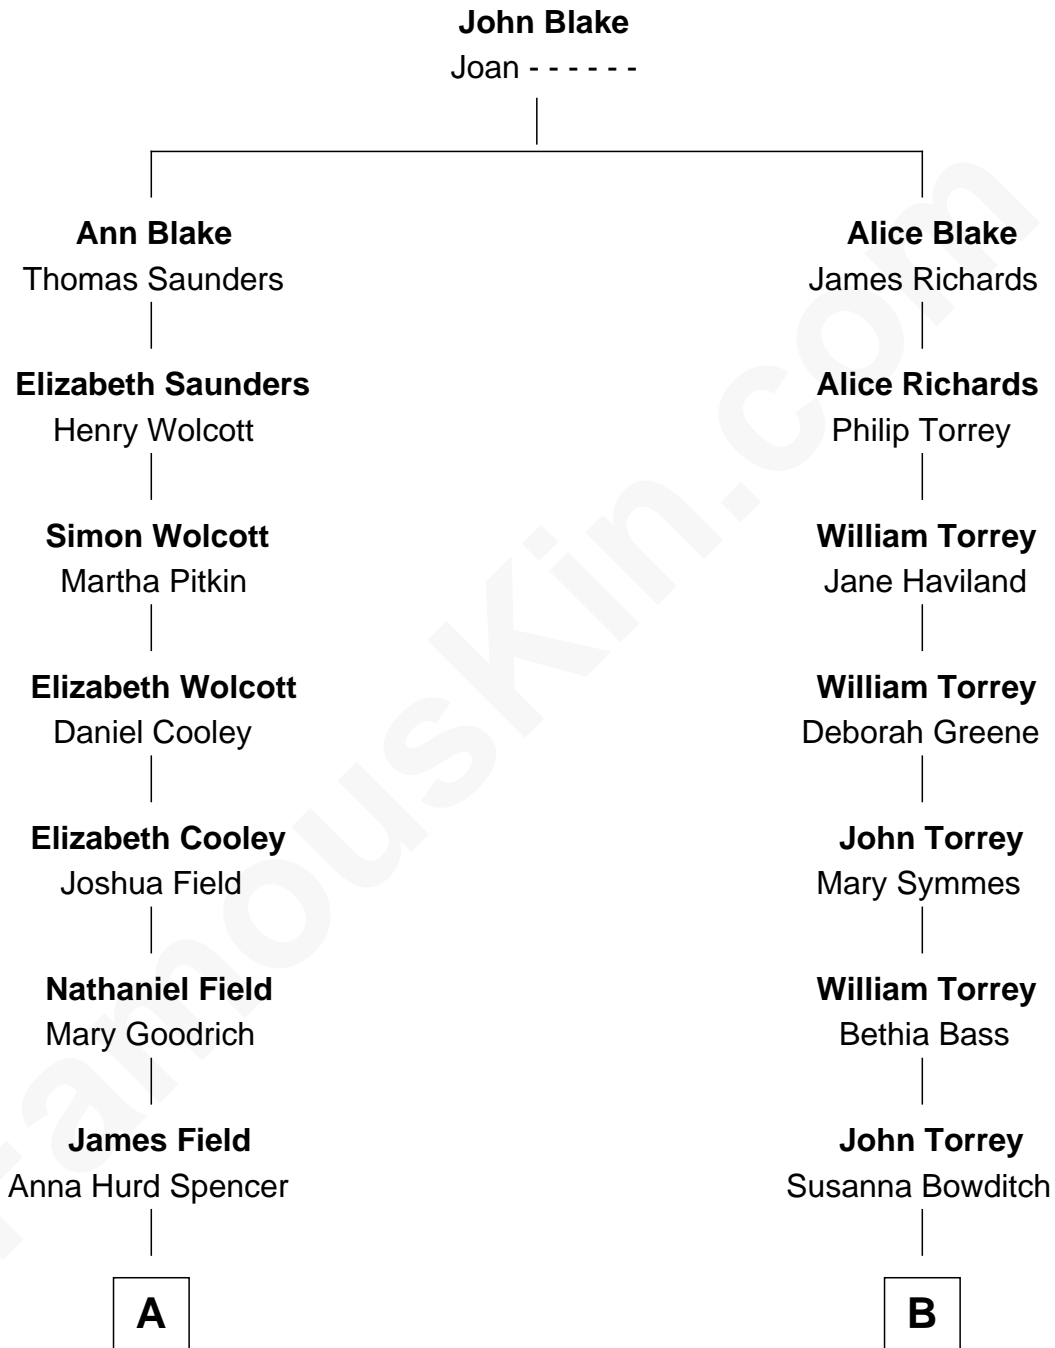 John Blake
Joan - - - - - -
Ann Blake
Thomas Saunders
Alice Blake
James Richards
Elizabeth Saunders
Henry Wolcott
Alice Richards
Philip Torrey
Simon Wolcott
Martha Pitkin
William Torrey
Jane Haviland
Elizabeth Wolcott
Daniel Cooley
William Torrey
Deborah Greene
Elizabeth Cooley
Joshua Field
John Torrey
Mary Symmes
Nathaniel Field
Mary Goodrich
William Torrey
Bethia Bass
James Field
Anna Hurd Spencer
John Torrey
Susanna Bowditch
A
B
FamousKin.com